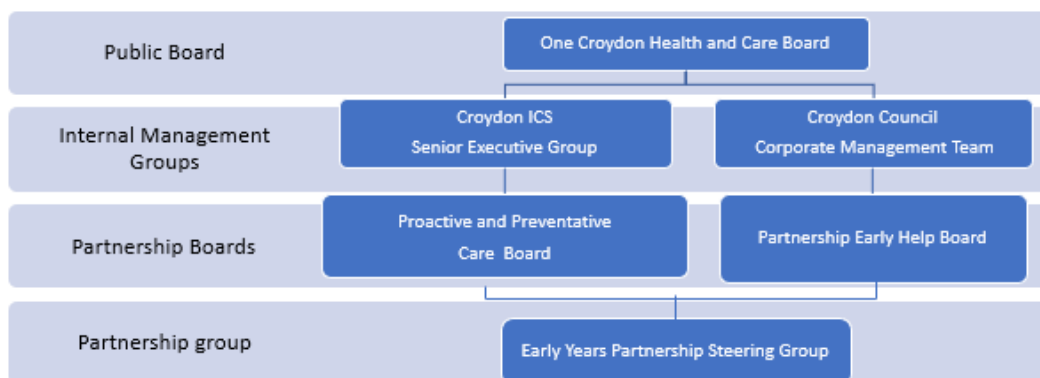 Public Board
One Croydon Health and Care Board
Internal Management
Groups
Croydon ICS
Senior Executive Group
Croydon Council
Corporate Management Team
Partnership Boards
Proactive and Preventative
Care Board
Partnership Early Help Board
Partnership group
Early Years Partnership Steering Group